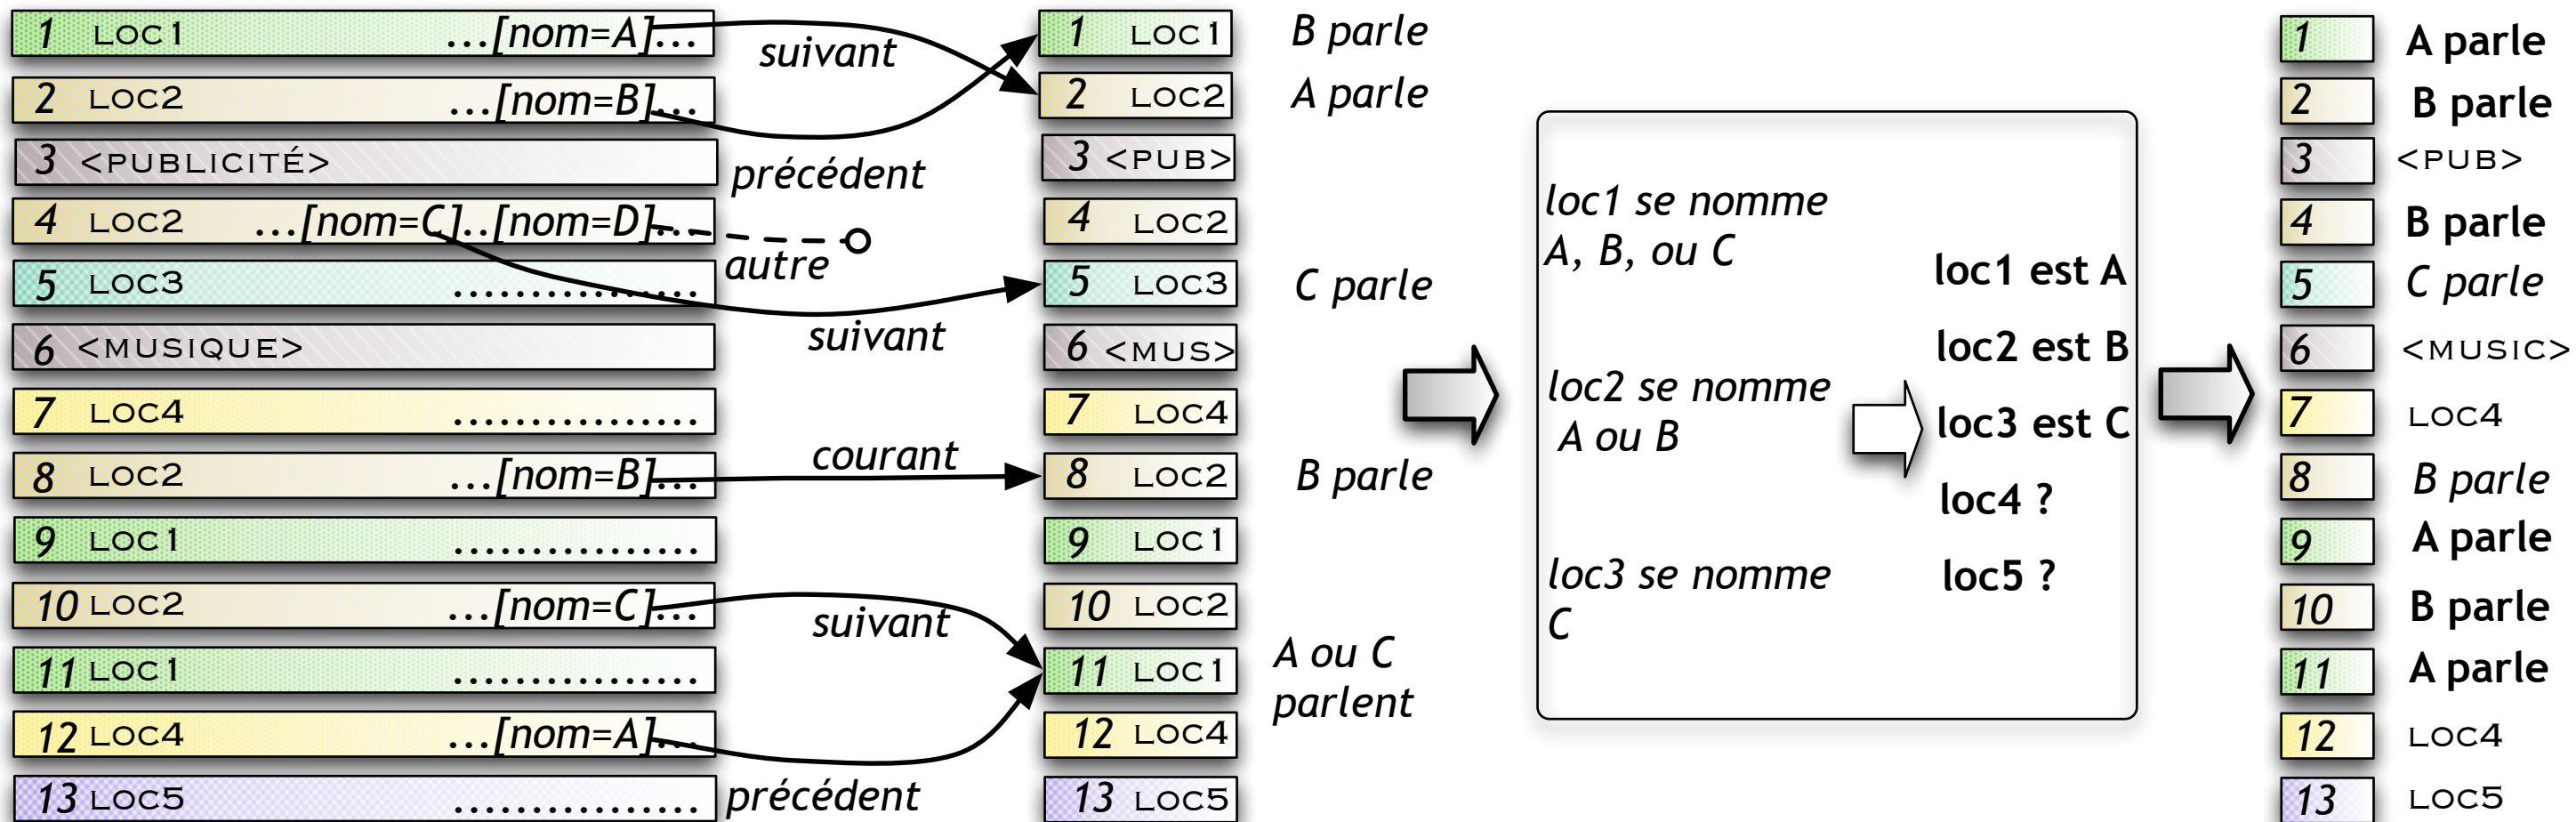 1 LOC1 ...[nom=A]...
2 LOC2 ...[nom=B]...
3 <PUBLICITÉ>
4 LOC2 ...[nom=C]..[nom=D]...
5 LOC3 ................
6 <MUSIQUE>
7 LOC4 ................
8 LOC2 ...[nom=B]...
9 LOC1 ................
10 LOC2 ...[nom=C]...
11 LOC1 ................
12 LOC4 ...[nom=A]...
13 LOC5 ................
suivant
précédent
autre
suivant
courant
suivant
précédent
1 LOC1
2 LOC2
3 <PUB>
4 LOC2
5 LOC3
6 <MUS>
7 LOC4
8 LOC2
9 LOC1
10 LOC2
11 LOC1
12 LOC4
13 LOC5
B parle
A parle
C parle
B parle
A ou C
parlent
loc1 se nomme
A, B, ou C
loc2 se nomme
A ou B
loc3 se nomme
C
loc1 est A
loc2 est B
loc3 est C
loc4 ?
loc5 ?
1 A parle
2 B parle
3 <PUB>
4 B parle
5 C parle
6 <MUSIC>
7 LOC4
8 B parle
9 A parle
10 B parle
11 A parle
12 LOC4
13 LOC5